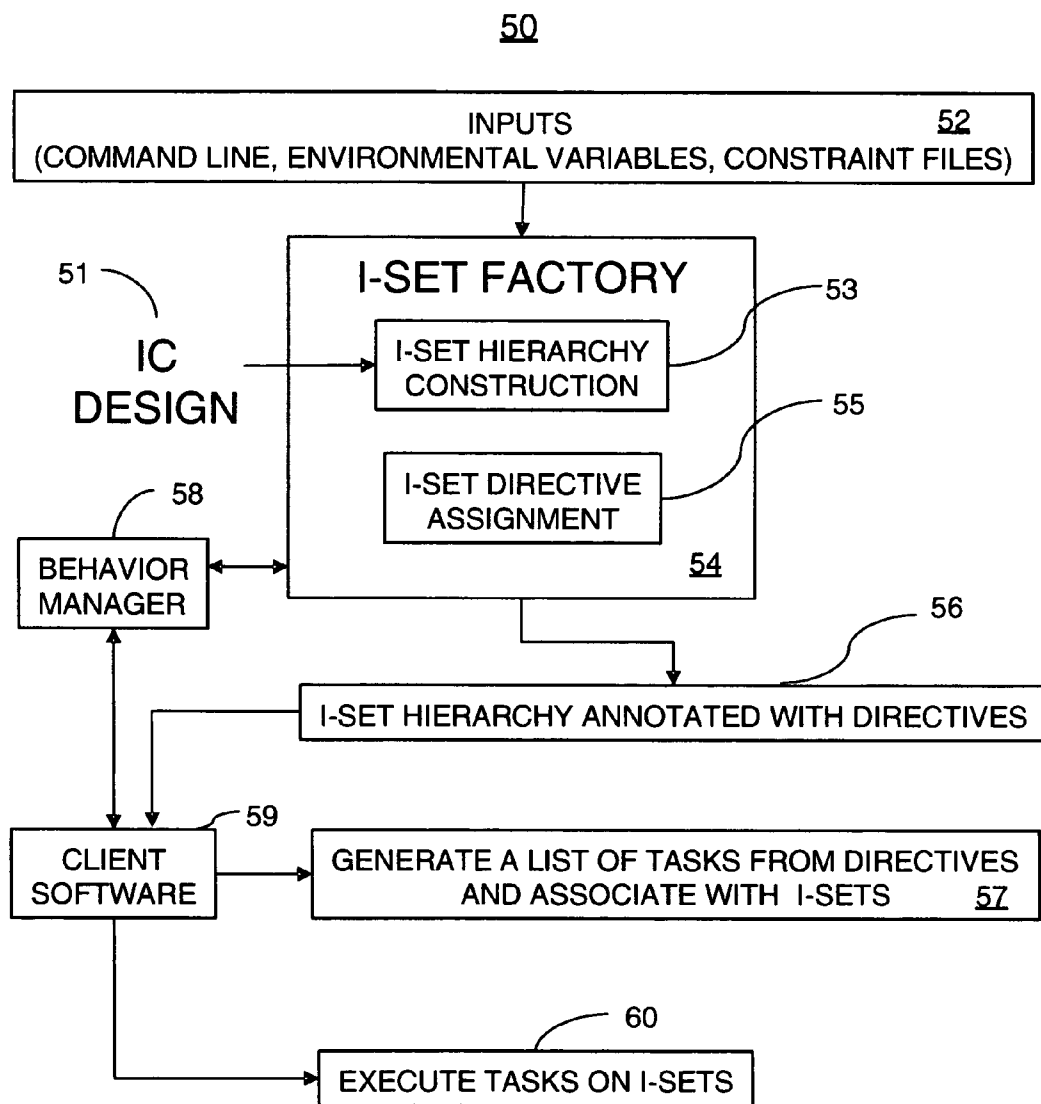 50
INPUTS 52
(COMMAND LINE, ENVIRONMENTAL VARIABLES, CONSTRAINT FILES)
I-SET FACTORY
51
53
IC
DESIGN
I-SET HIERARCHY
CONSTRUCTION
55
I-SET DIRECTIVE
ASSIGNMENT
58
54
BEHAVIOR
MANAGER
56
I-SET HIERARCHY ANNOTATED WITH DIRECTIVES
59
CLIENT
SOFTWARE
GENERATE A LIST OF TASKS FROM DIRECTIVES
AND ASSOCIATE WITH I-SETS 57
60
EXECUTE TASKS ON I-SETS